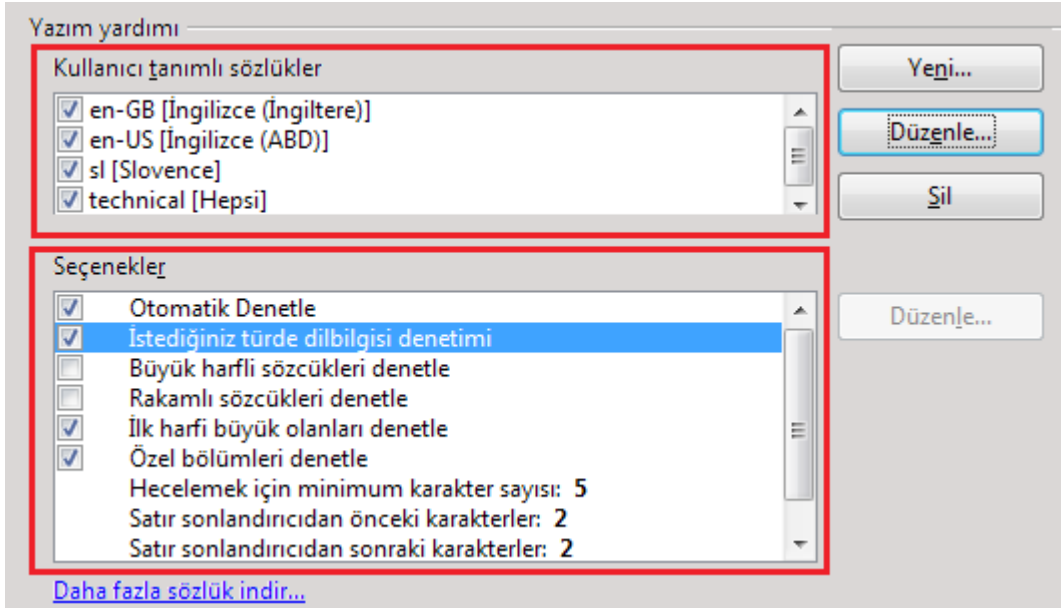 Yazım yardımı
Kullanıcı tanımlı sözlükler
en-GB [İngilizce (İngiltere)]
en-US [İngilizce (ABD)]
sl [Slovence]
technical [Hepsi]
Yeni...
Düzenle...
Sil
Seçenekler
Otomatik Denetle
İstediğiniz türde dilbilgisi denetimi
Büyük harfli sözcükleri denetle
Rakamlı sözcükleri denetle
İlk harfi büyük olanları denetle
Özel bölümleri denetle
Hecelemek için minimum karakter sayısı: 5
Satır sonlandırıcıdan önceki karakterler: 2
Satır sonlandırıcıdan sonraki karakterler: 2
Düzenle...
Daha fazla sözlük indir...